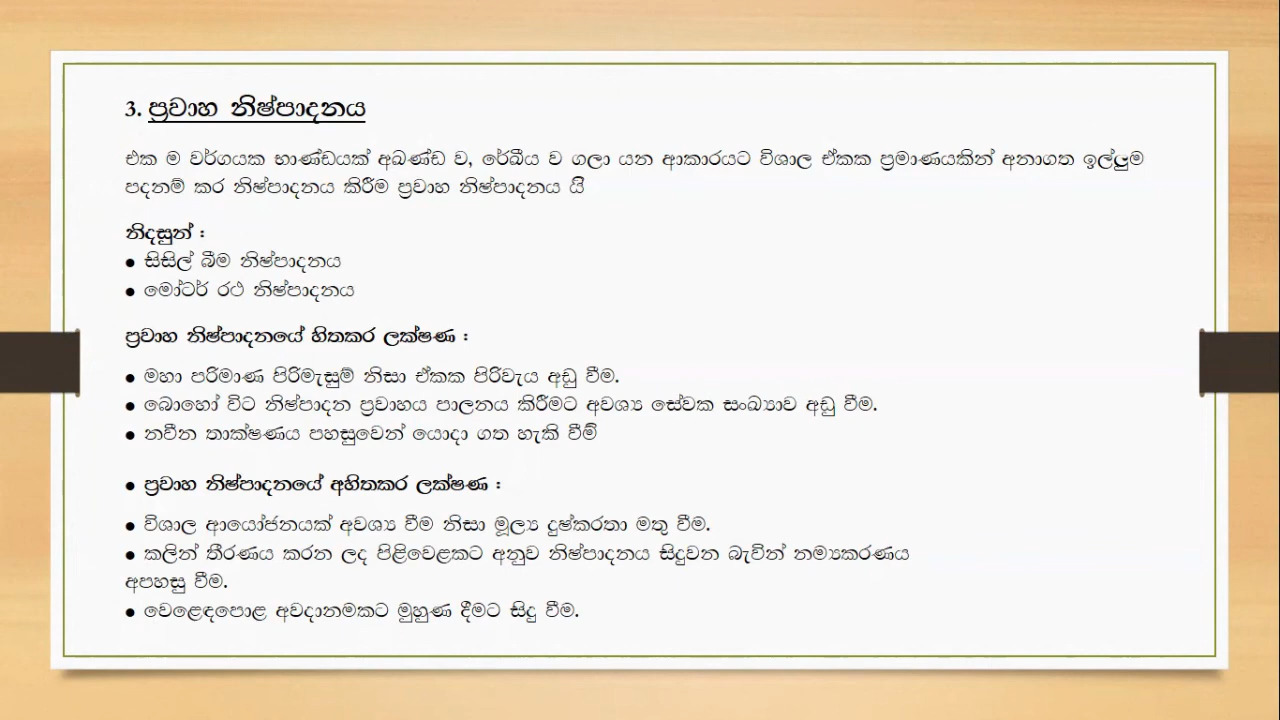 3. ප්‍රවාහ නිෂ්පාදනය
එක ම වර්ගයක භාණ්ඩයක් අඛණ්ඩ ව, රේඛීය ව ගලා යන ආකාරයට විශාල ඒකක ප්‍රමාණයකින් අනාගත ඉල්ලුම
පදනම් කර නිෂ්පාදනය කිරීම ප්‍රවාහ නිෂ්පාදනය යි
නිදසුන් :
● සිසිල් බීම නිෂ්පාදනය
● මෝටර් රථ නිෂ්පාදනය
ප්‍රවාහ නිෂ්පාදනයේ හිතකර ලක්ෂණ :
● මහා පරිමාණ පිරිමැසුම් නිසා ඒකක පිරිවැය අඩු වීම.
● බොහෝ විට නිෂ්පාදන ප්‍රවාහය පාලනය කිරීමට අවශ්‍ය සේවක සංඛ්‍යාව අඩු වීම.
● නවීන තාක්ෂණය පහසුවෙන් යොදා ගත හැකි වීම්
● ප්‍රවාහ නිෂ්පාදනයේ අහිතකර ලක්ෂණ :
● විශාල ආයෝජනයක් අවශ්‍ය වීම නිසා මූල්‍ය දුෂ්කරතා මතු වීම.
● කලින් තීරණය කරන ලද පිළිවෙළකට අනුව නිෂ්පාදනය සිදුවන බැවින් නම්‍යකරණය
අපහසු වීම.
● වෙළෙඳපොළ අවදානමකට මුහුණ දීමට සිදු වීම.